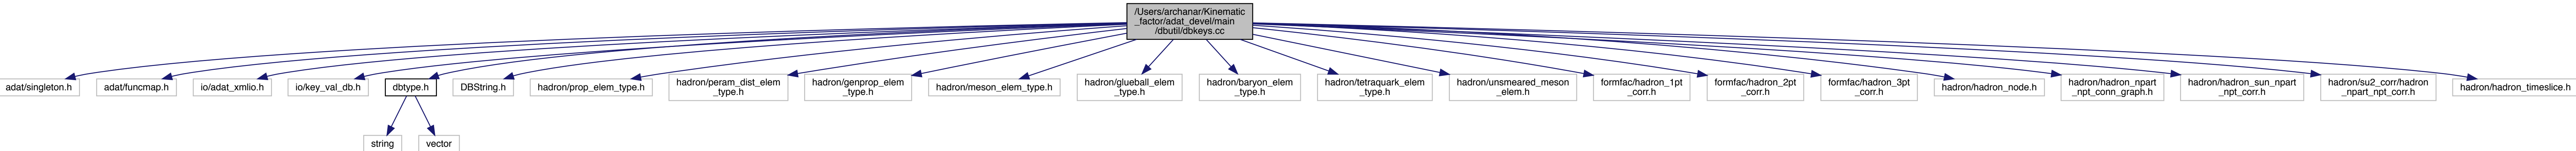 /Users/archanar/Kinematic
_factor/adat_devel/main
/dbutil/dbkeys.cc
adat/singleton.h
adat/funcmap.h
io/adat_xmlio.h
io/key_val_db.h
dbtype.h
DBString.h
hadron/prop_elem_type.h
hadron/peram_dist_elem
_type.h
hadron/genprop_elem
_type.h
hadron/meson_elem_type.h
hadron/glueball_elem
_type.h
hadron/baryon_elem
_type.h
hadron/tetraquark_elem
_type.h
hadron/unsmeared_meson
_elem.h
formfac/hadron_1pt
_corr.h
formfac/hadron_2pt
_corr.h
formfac/hadron_3pt
_corr.h
hadron/hadron_node.h
hadron/hadron_npart
_npt_conn_graph.h
hadron/hadron_sun_npart
_npt_corr.h
hadron/su2_corr/hadron
_npart_npt_corr.h
hadron/hadron_timeslice.h
string
vector